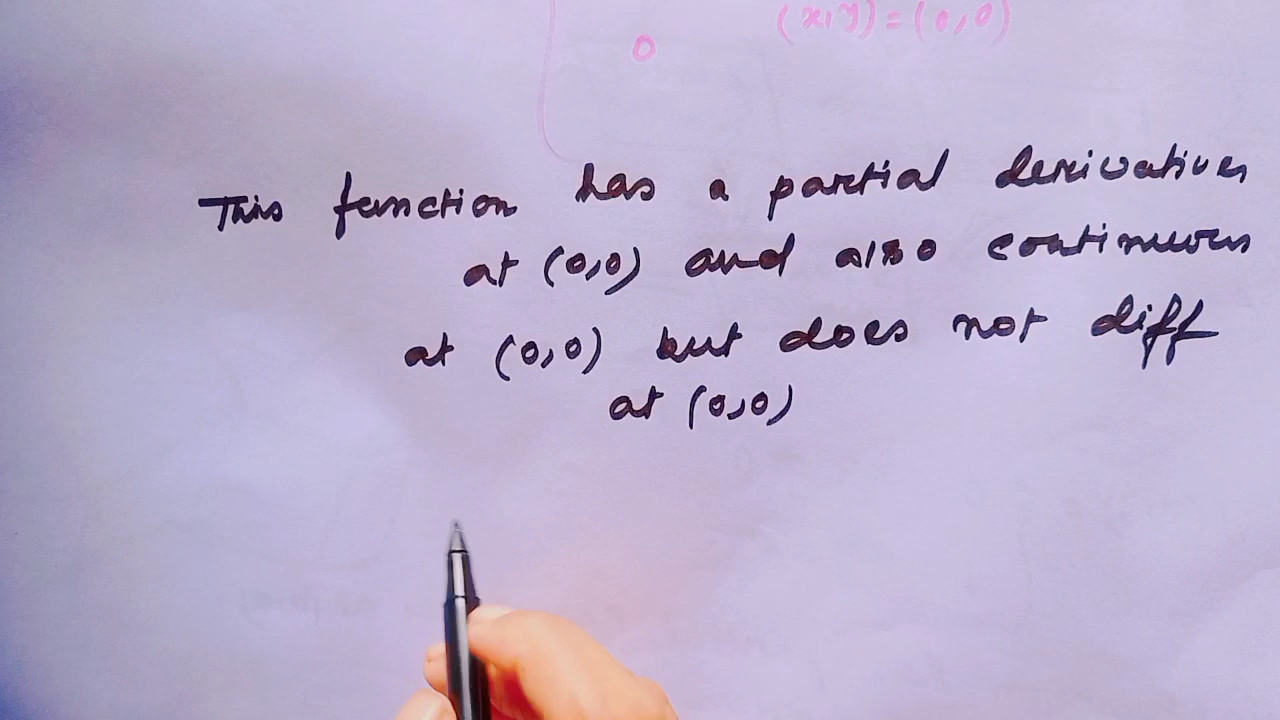 (x,y)=(0,0)
0
This function has a partial derivatives
at (0,0) and also continuous
at (0,0) but does not diff
at (0,0)